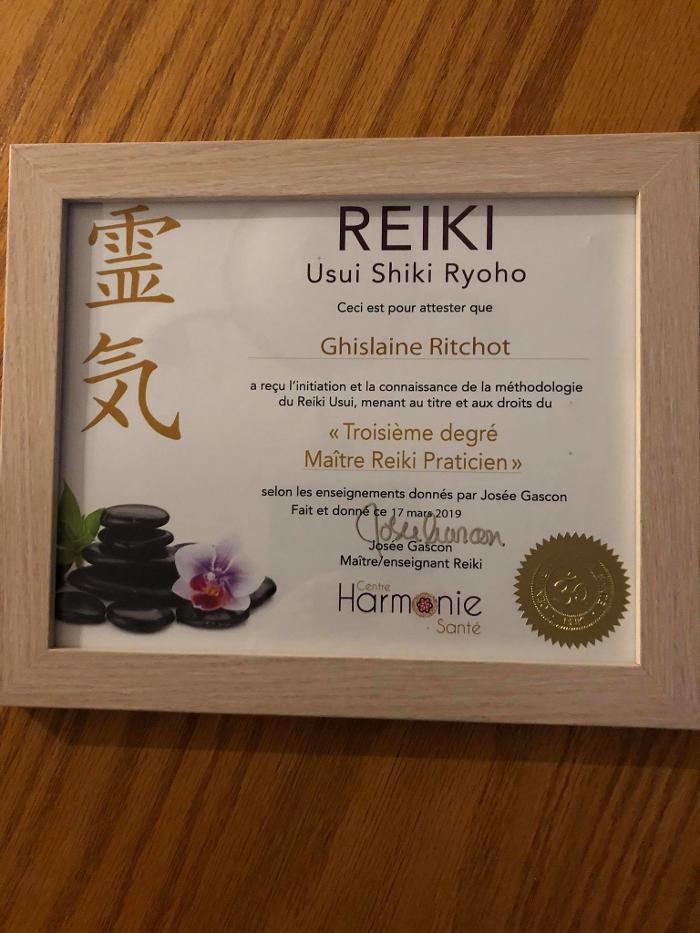 霊気
REIKI
Usui Shiki Ryoho
Ceci est pour attester que
Ghislaine Ritchot
a reçu l'initiation et la connaissance de la méthodologie
du Reiki Usui, menant au titre et aux droits du
« Troisième degré
Maître Reiki Praticien »
selon les enseignements donnés par Josée Gascon
Fait et donné ce 17 mars 2019
Josée Gascon
Josée Gascon
Maître/enseignant Reiki
Centre
Harmonie
Santé
ॐ